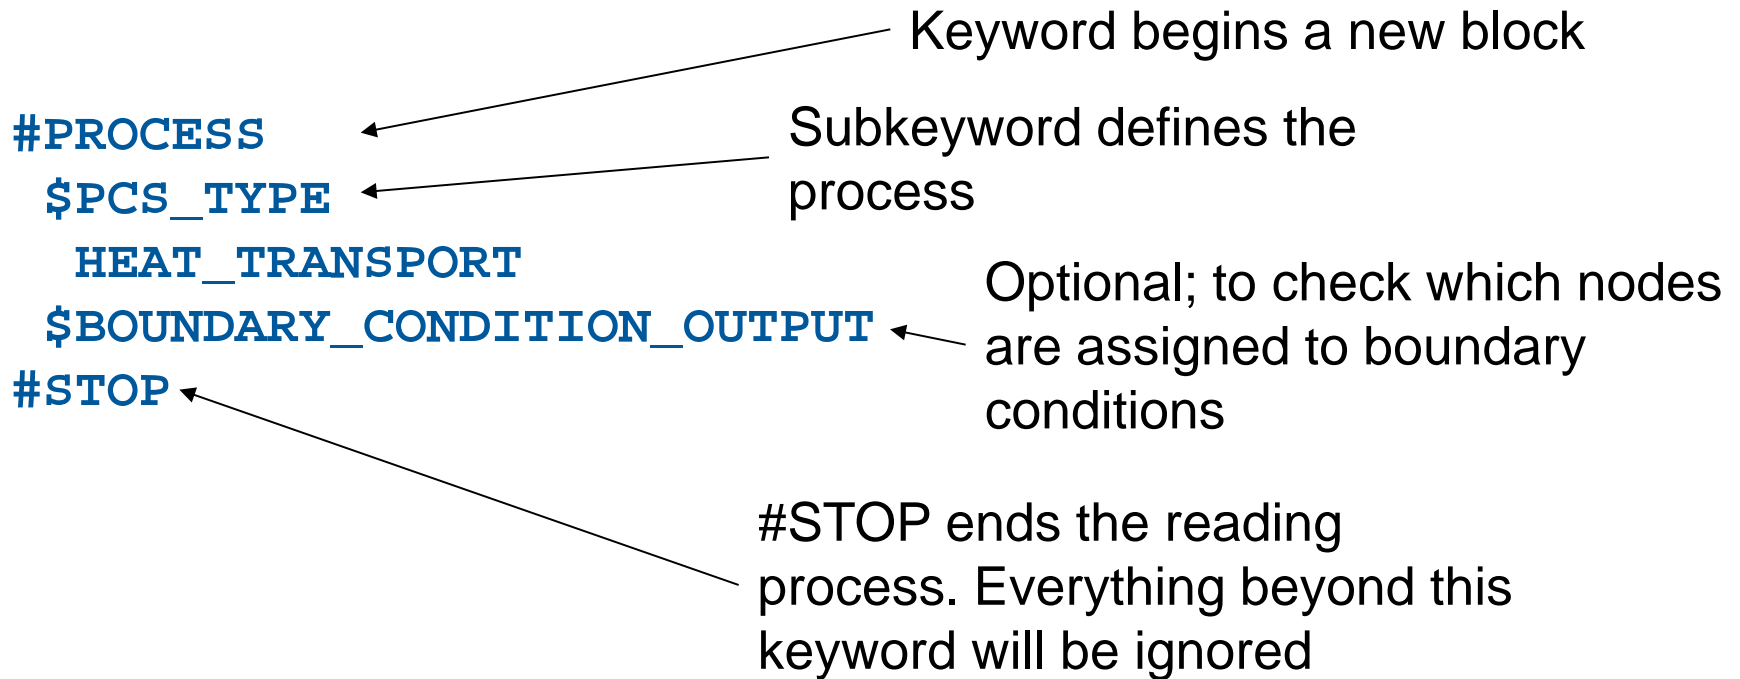 Keyword begins a new block
#PROCESS
Subkeyword defines the
process
$PCS_TYPE
HEAT_TRANSPORT
$BOUNDARY_CONDITION_OUTPUT
Optional; to check which nodes
are assigned to boundary
conditions
#STOP
#STOP ends the reading
process. Everything beyond this
keyword will be ignored